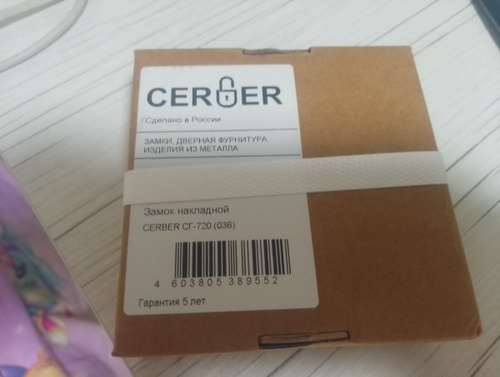 CERBER
Сделано в России
ЗАМКИ, ДВЕРНАЯ ФУРНИТУРА,
ИЗДЕЛИЯ ИЗ МЕТАЛЛА
Замок накладной
CERBER СГ-720 (036)
4 603805 389552
Гарантия 5 лет